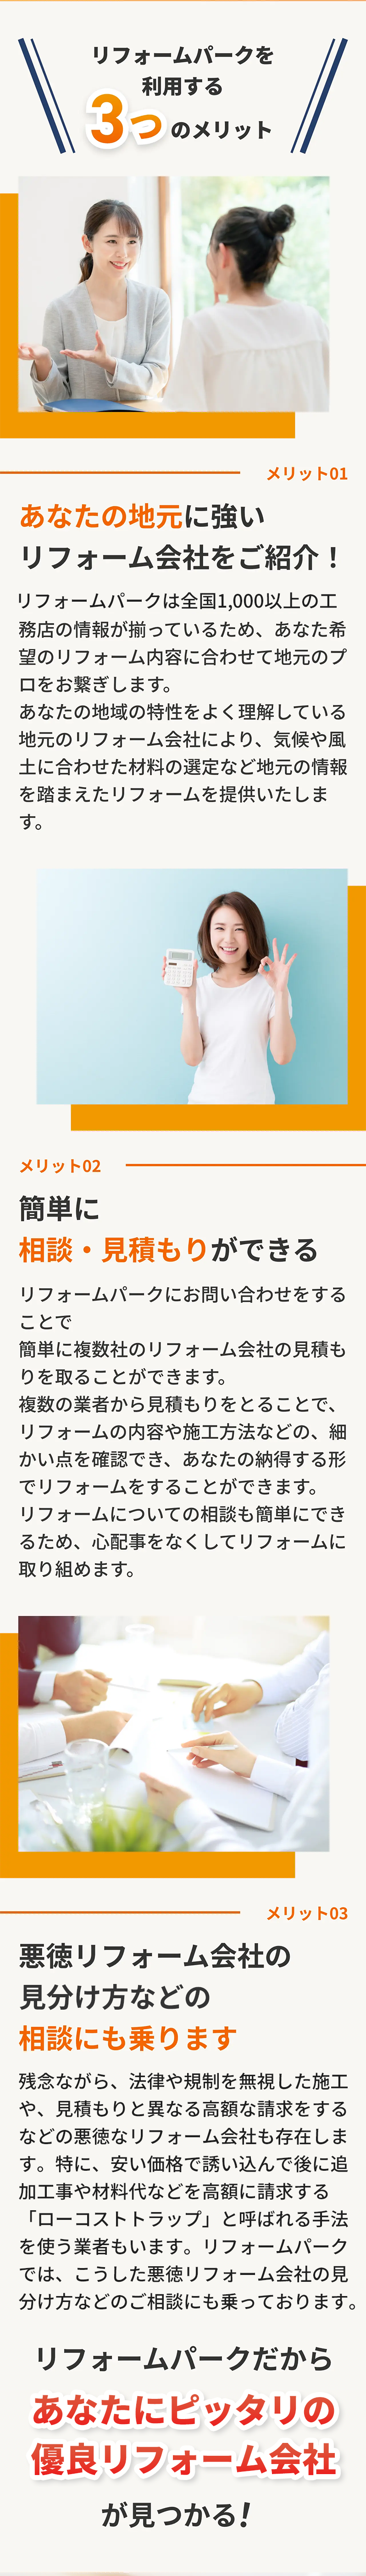 リフォームパークを
利用する
3つのメリット
メリット01
あなたの地元に強い
リフォーム会社をご紹介！
リフォームパークは全国1,000以上の工
務店の情報が揃っているため、あなた希
望のリフォーム内容に合わせて地元のプ
ロをお繋ぎします。
あなたの地域の特性をよく理解している
地元のリフォーム会社により、気候や風
土に合わせた材料の選定など地元の情報
を踏まえたリフォームを提供いたしま
す。
メリット02
簡単に
相談・見積もりができる
リフォームパークにお問い合わせをする
ことで
簡単に複数社のリフォーム会社の見積も
りを取ることができます。
複数の業者から見積もりをとることで、
リフォームの内容や施工方法などの、細
かい点を確認でき、あなたの納得する形
でリフォームをすることができます。
リフォームについての相談も簡単にでき
るため、心配事をなくしてリフォームに
取り組めます。
メリット03
悪徳リフォーム会社の
見分け方などの
相談にも乗ります
残念ながら、法律や規制を無視した施工
や、見積もりと異なる高額な請求をする
などの悪徳なリフォーム会社も存在しま
す。特に、安い価格で誘い込んで後に追
加工事や材料代などを高額に請求する
「ローコストトラップ」と呼ばれる手法
を使う業者もいます。リフォームパーク
では、こうした悪徳リフォーム会社の見
分け方などのご相談にも乗っております。
リフォームパークだから
あなたにピッタリの
優良リフォーム会社
が見つかる!